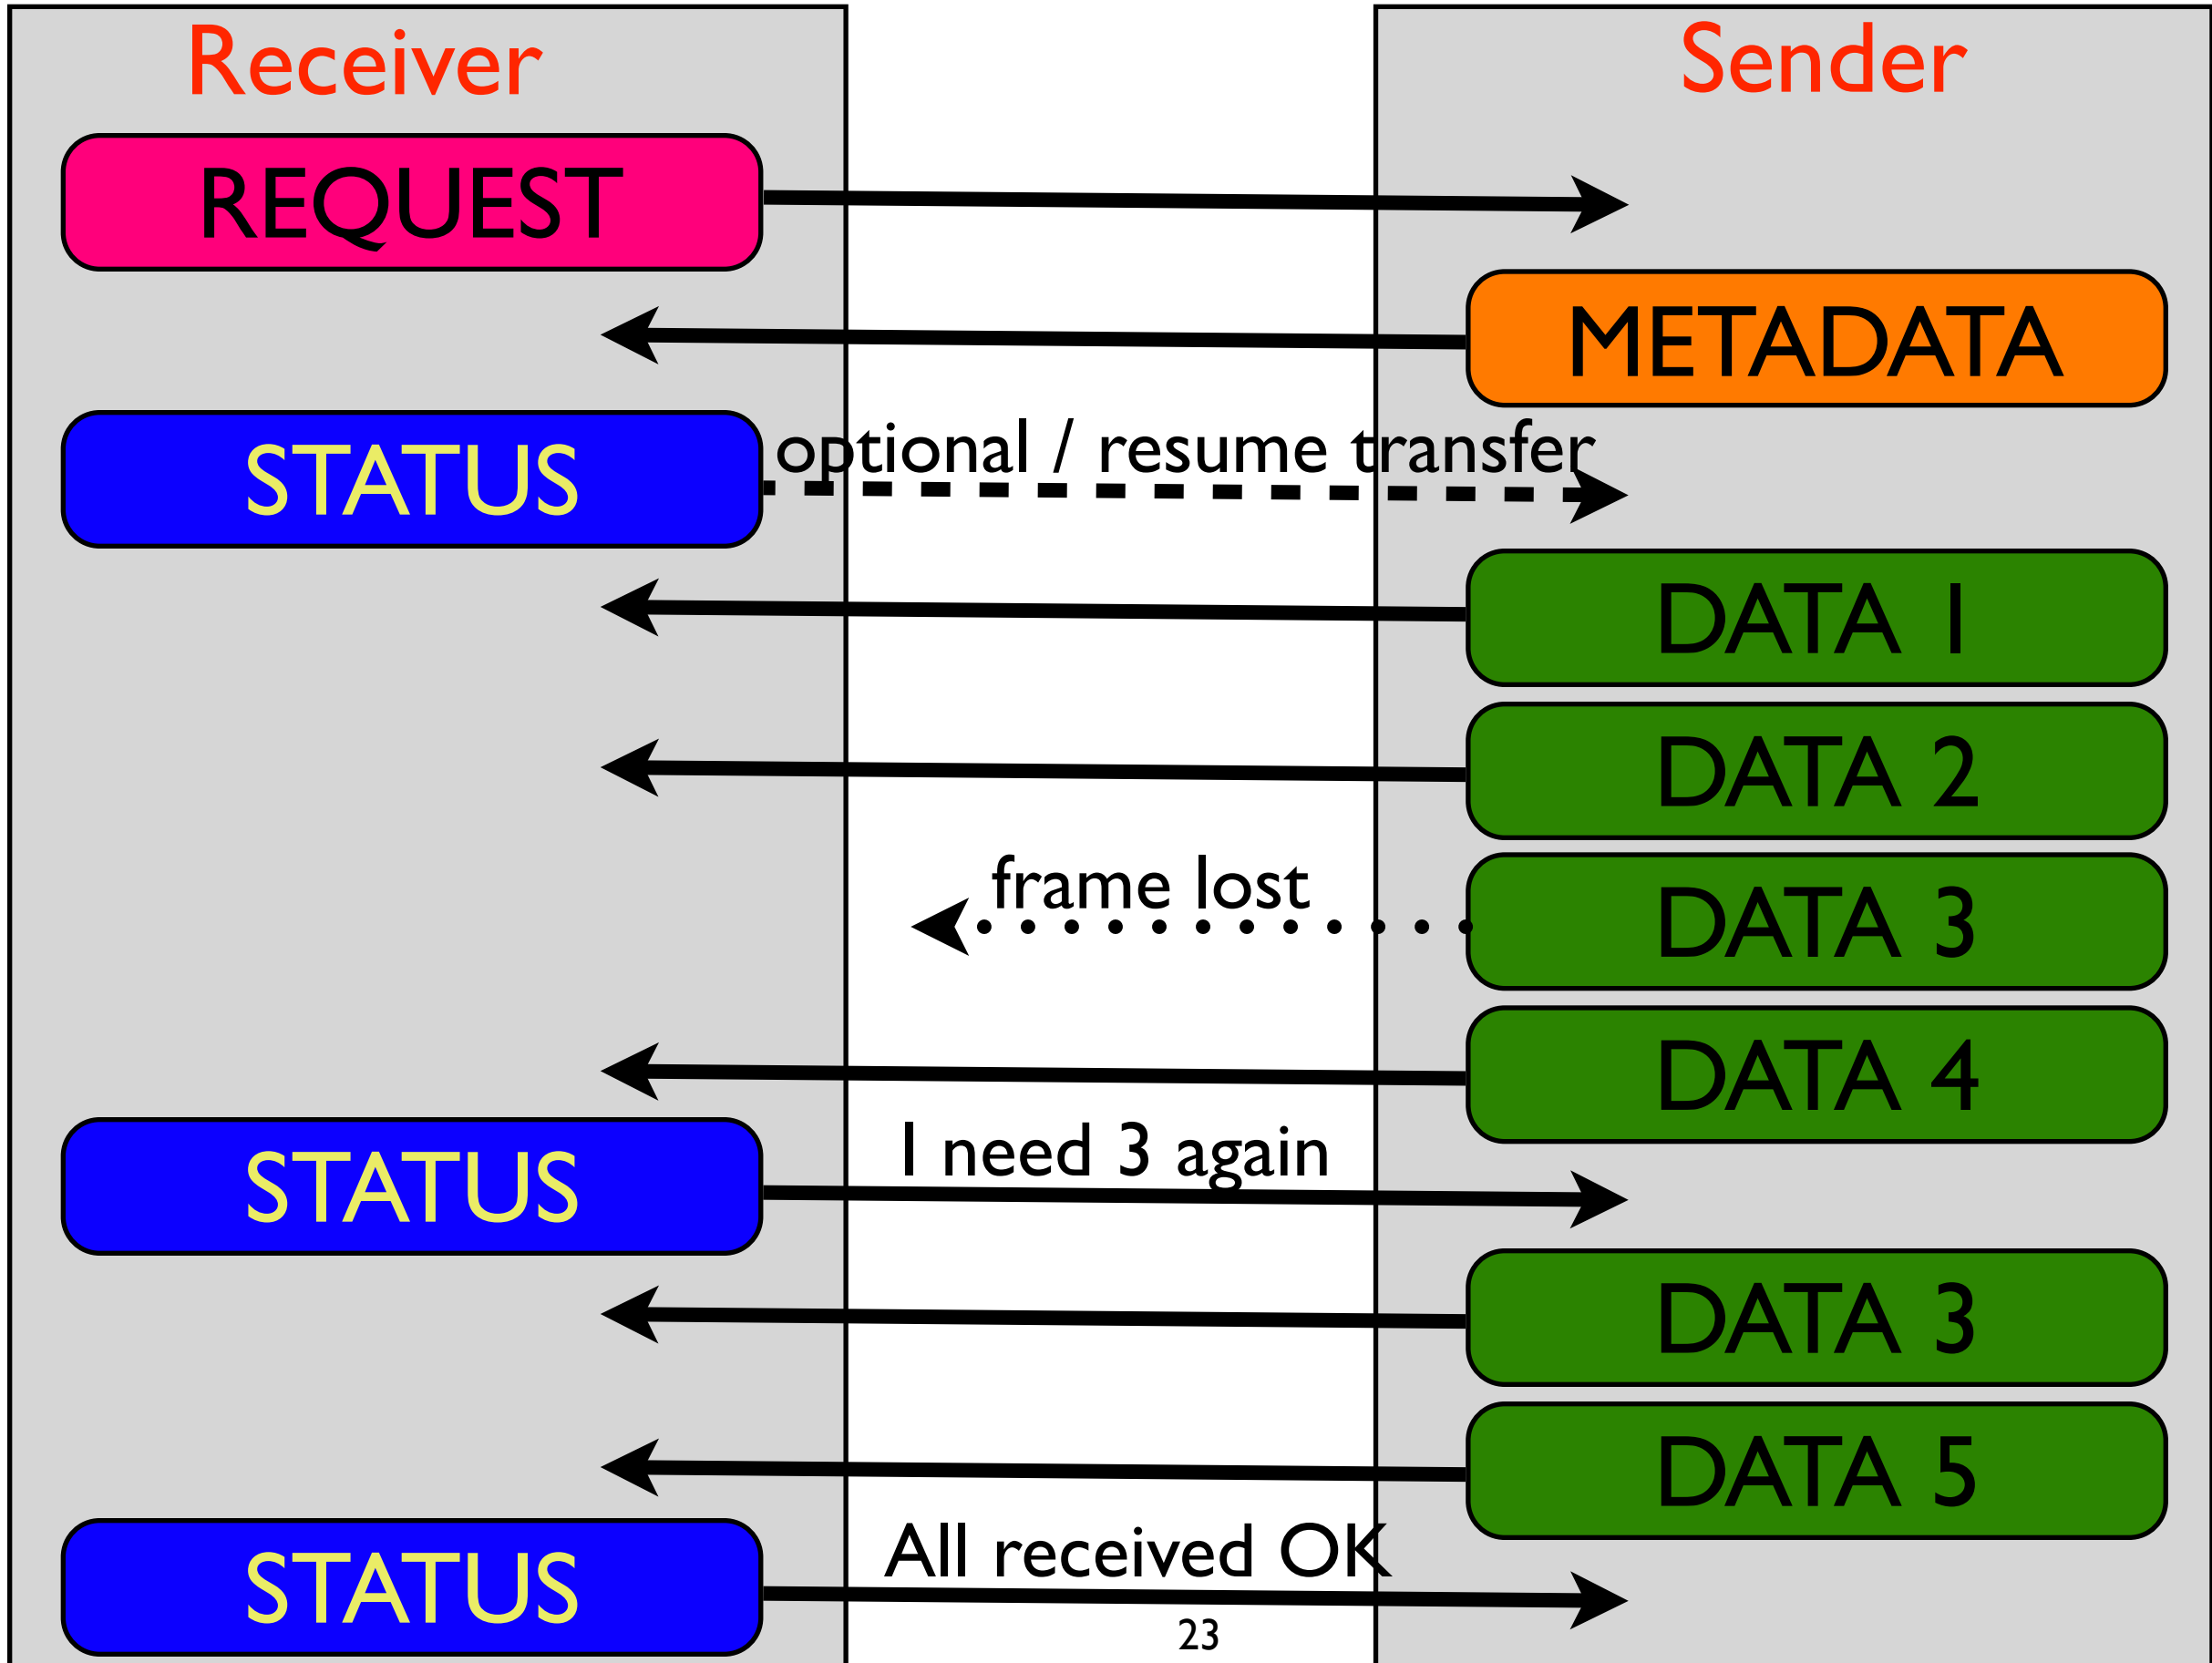 Receiver
Sender
REQUEST
METADATA
STATUS
optional / resume transfer
DATA 1
DATA 2
frame lost
DATA 3
DATA 4
STATUS
I need 3 again
DATA 3
DATA 5
STATUS
All received OK
23